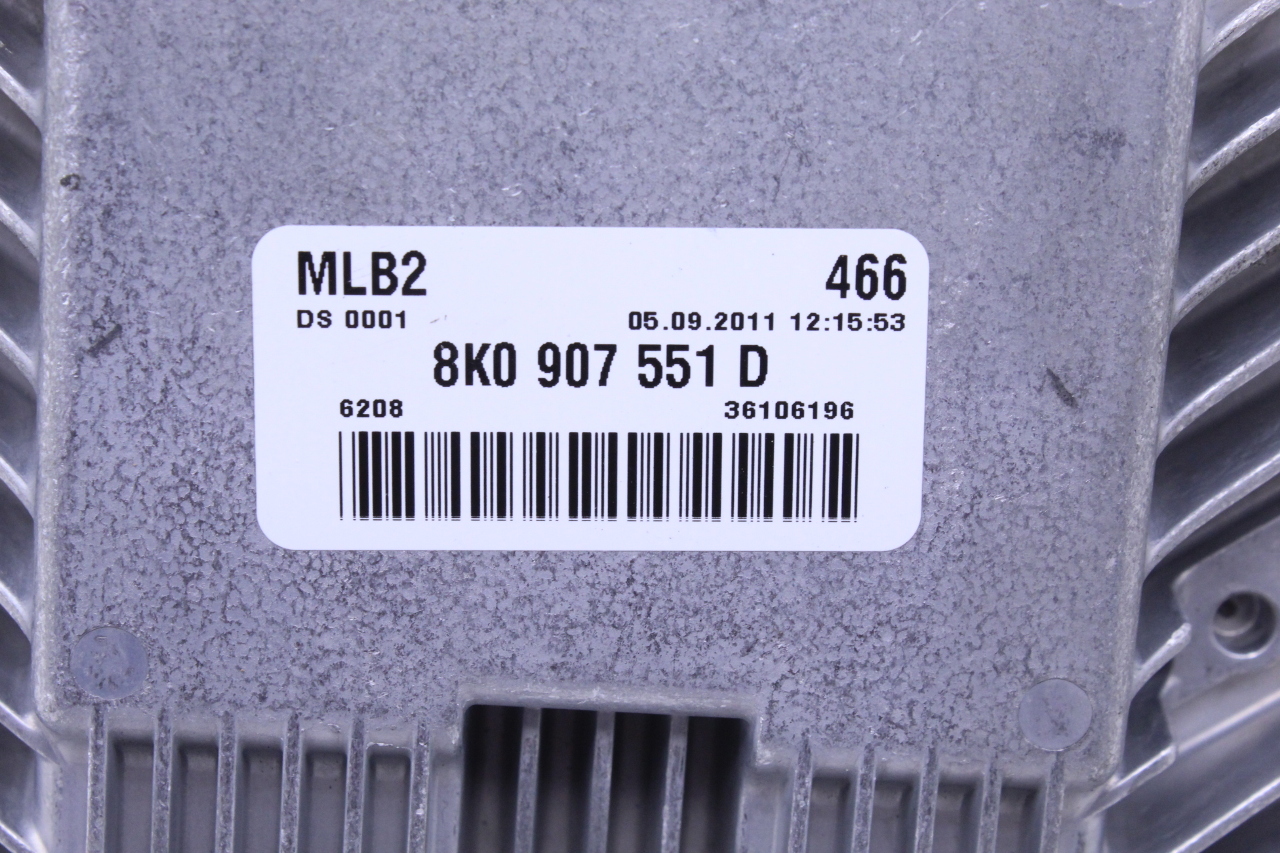 MLB2 466
DS 0001 05.09.2011 12:15:53
8K0 907 551 D
6208 36106196